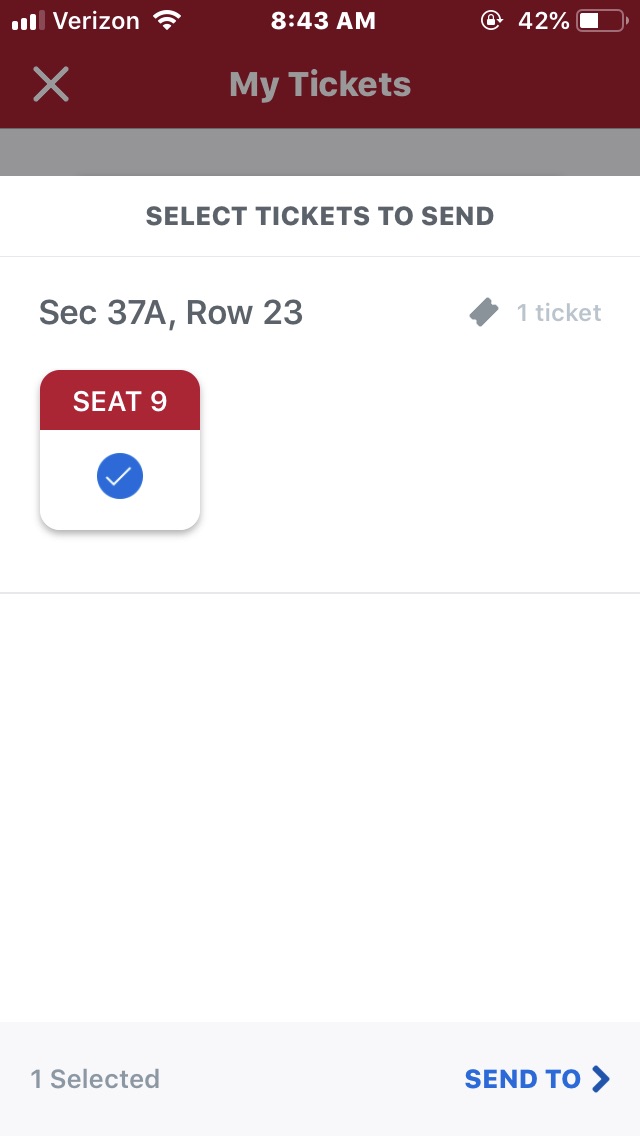 Verizon 8:43 AM 42%
My Tickets
SELECT TICKETS TO SEND
Sec 37A, Row 23 1 ticket
SEAT 9
1 Selected SEND TO